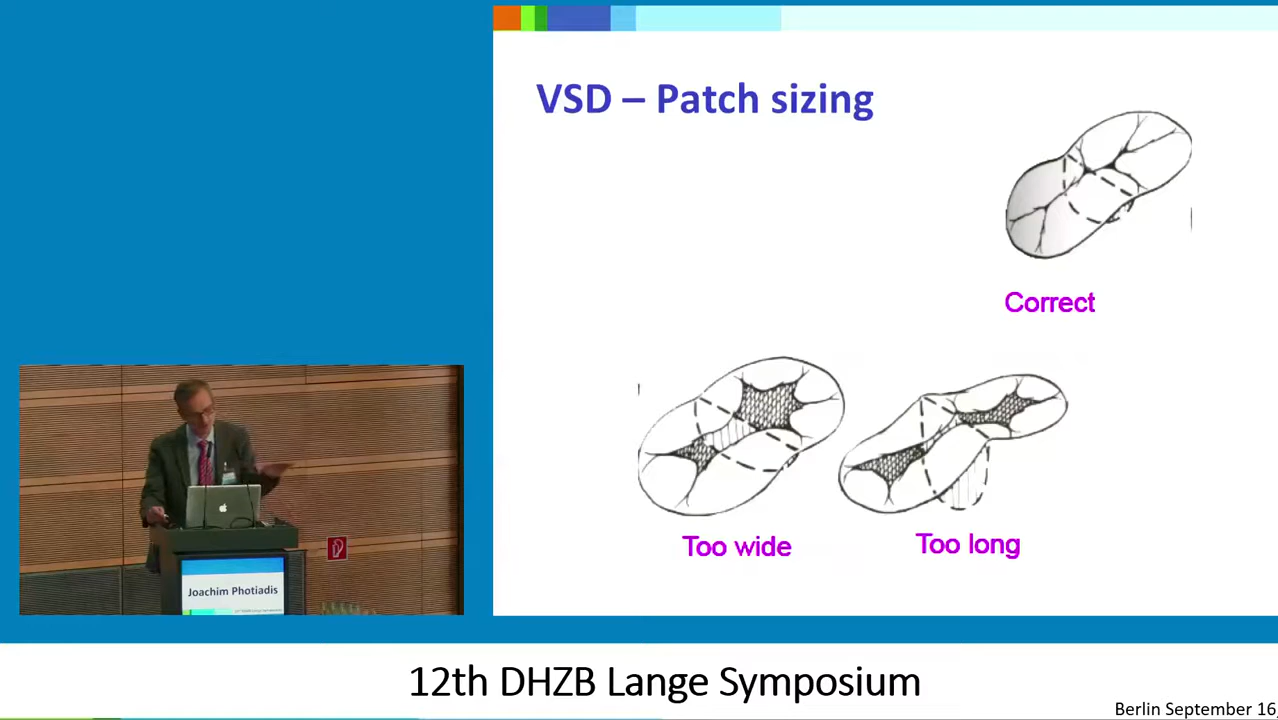 VSD – Patch sizing
Correct
Too wide
Too long
Joachim Photiadis
12th DHZB Lange Symposium
Berlin September 16,